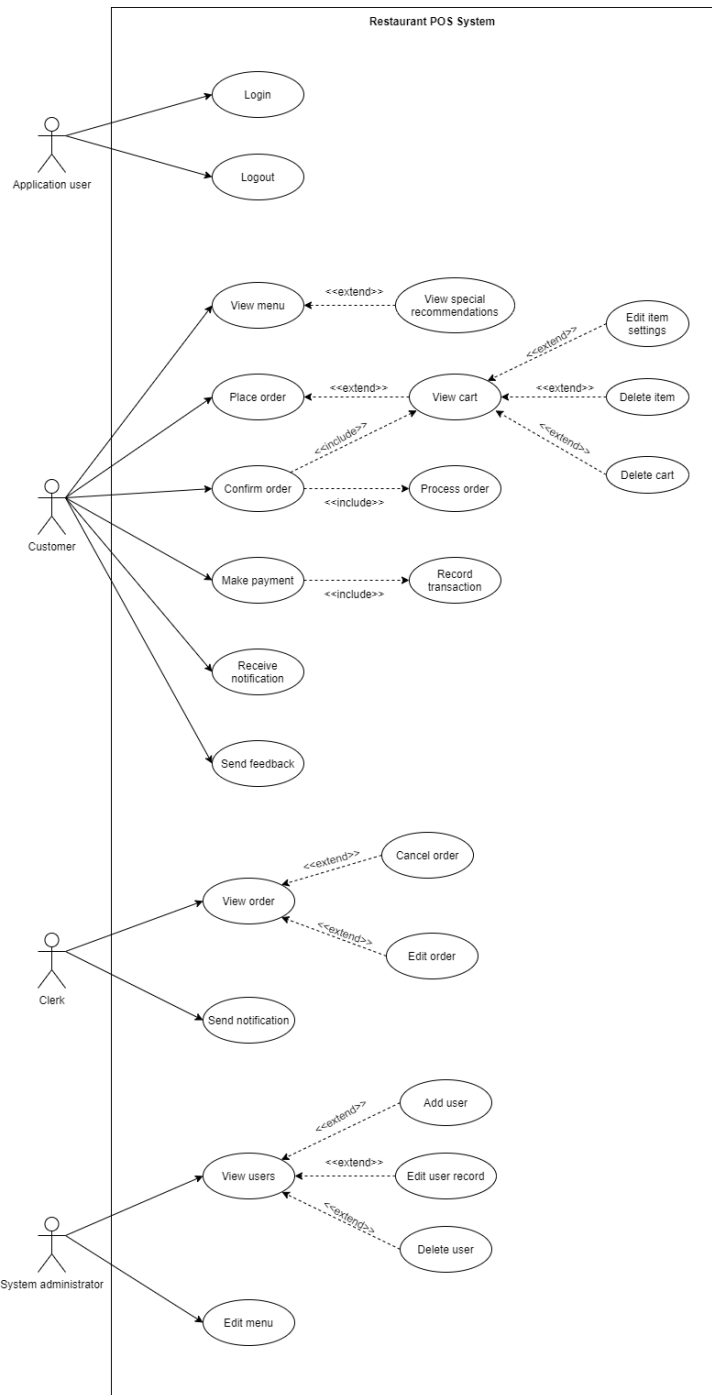 Restaurant POS System
Login
Application user
Logout
View menu
<<extend>>
View special
recommendations
Edit item
settings
<<extend>>
Place order
<<extend>>
View cart
<<extend>>
Delete item
<<include>>
<<extend>>
Delete cart
Customer
Confirm order
<<include>>
Process order
Make payment
<<include>>
Record
transaction
Receive
notification
Send feedback
<<extend>>
Cancel order
View order
<<extend>>
Edit order
Clerk
Send notification
<<extend>>
Add user
View users
<<extend>>
Edit user record
<<extend>>
Delete user
System administrator
Edit menu